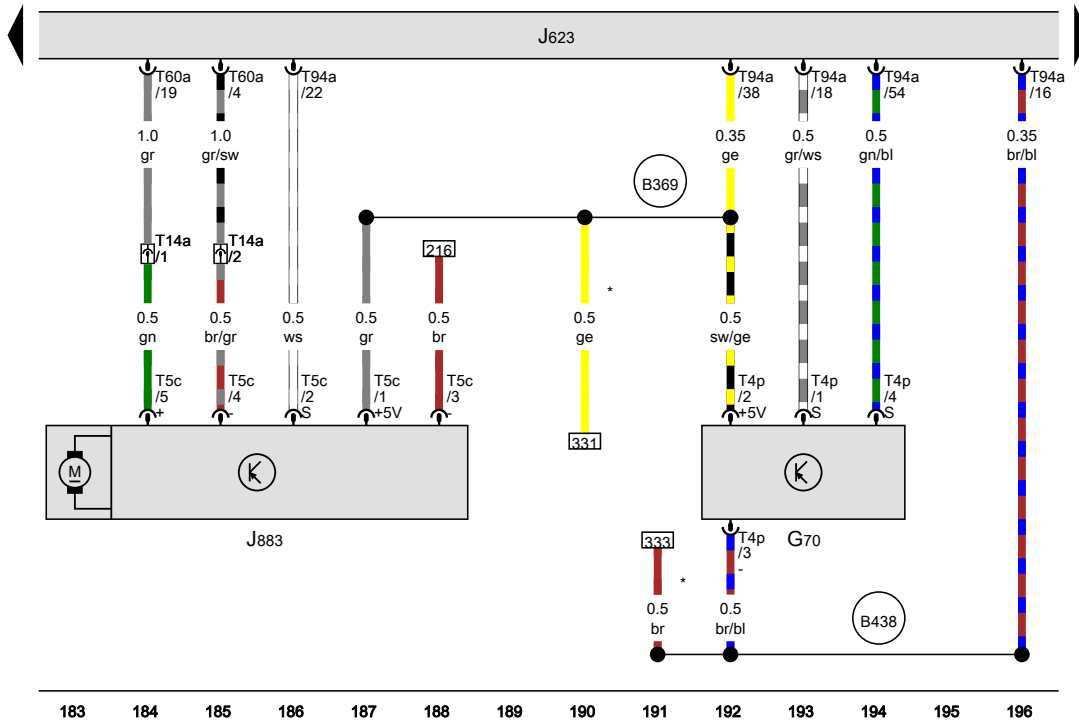 J623
T60a
/19
T60a
/4
T94a
/22
T94a
/38
T94a
/18
T94a
/54
T94a
/16
1.0
gr
1.0
gr/sw
0.35
ge
0.5
gr/ws
0.5
gn/bl
0.35
br/bl
B369
T14a
/1
T14a
/2
216
*
0.5
gn
0.5
br/gr
0.5
ws
0.5
gr
0.5
br
0.5
ge
0.5
sw/ge
T5c
/5
+
T5c
/4
-
T5c
/2
S
T5c
/1
+5V
T5c
/3
-
T4p
/2
+5V
T4p
/1
S
T4p
/4
S
331
M
J883
333
T4p
/3
-
G70
*
0.5
br
0.5
br/bl
B438
183 184 185 186 187 188 189 190 191 192 193 194 195 196